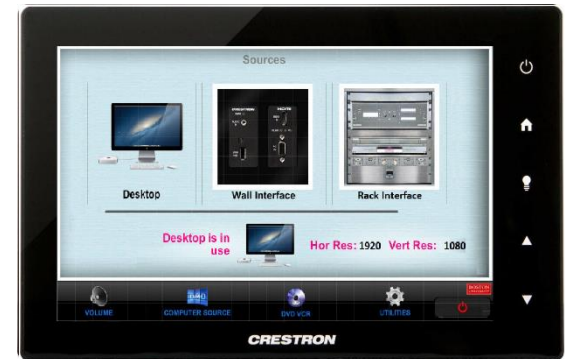 Sources
Desktop
Wall Interface
Rack Interface
Desktop is in
use
Hor Res: 1920 Vert Res: 1080
VOLUME
COMPUTER SOURCE
DVD VCR
UTILITIES
BOSTON
CRESTRON